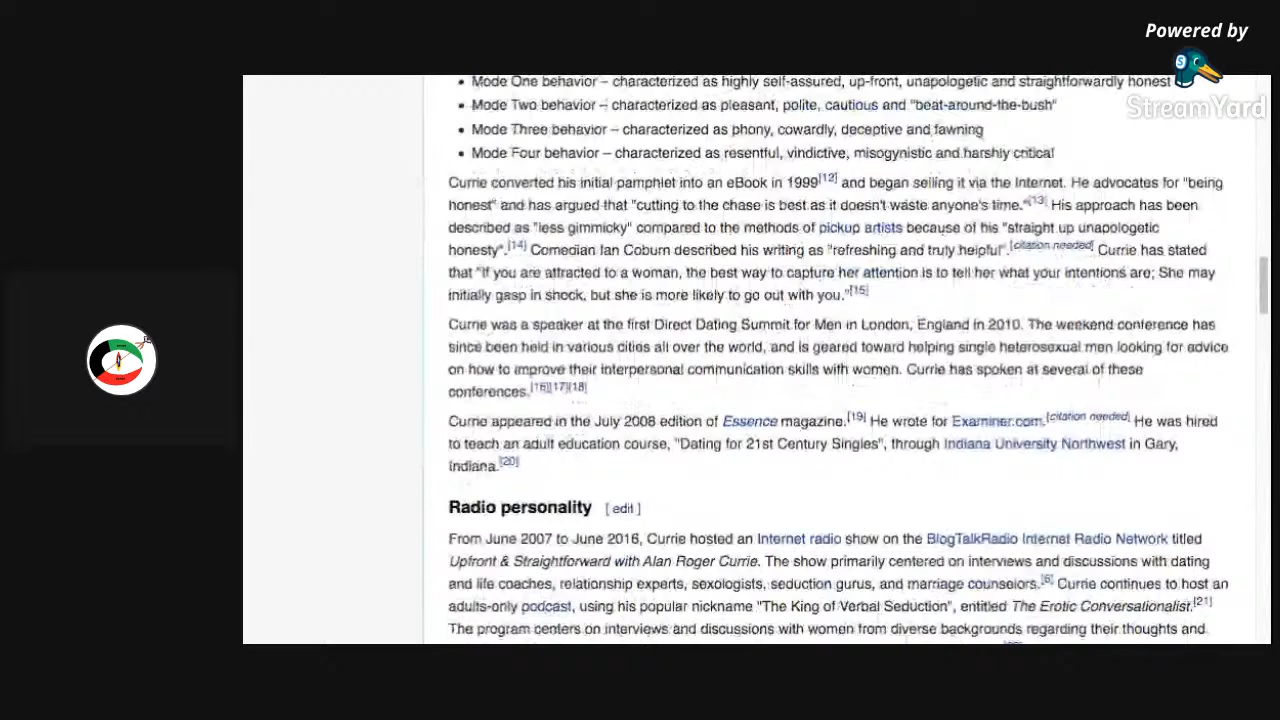 Powered by
StreamYard
• Mode One behavior – characterized as highly self-assured, up-front, unapologetic and straightforwardly honest
• Mode Two behavior – characterized as pleasant, polite, cautious and "beat-around-the-bush"
• Mode Three behavior – characterized as phony, cowardly, deceptive and fawning
• Mode Four behavior – characterized as resentful, vindictive, misogynistic and harshly critical
Currie converted his initial pamphlet into an eBook in 1999[12] and began selling it via the Internet. He advocates for "being
honest" and has argued that "cutting to the chase is best as it doesn't waste anyone's time."[13] His approach has been
described as "less gimmicky" compared to the methods of pickup artists because of his "straight up unapologetic
honesty".[14] Comedian Ian Coburn described his writing as "refreshing and truly helpful".[citation needed] Currie has stated
that "If you are attracted to a woman, the best way to capture her attention is to tell her what your intentions are; She may
initially gasp in shock, but she is more likely to go out with you."[15]
Currie was a speaker at the first Direct Dating Summit for Men in London, England in 2010. The weekend conference has
since been held in various cities all over the world, and is geared toward helping single heterosexual men looking for advice
on how to improve their interpersonal communication skills with women. Currie has spoken at several of these
conferences.[16][17][18]
Currie appeared in the July 2008 edition of Essence magazine.[19] He wrote for Examiner.com.[citation needed] He was hired
to teach an adult education course, "Dating for 21st Century Singles", through Indiana University Northwest in Gary,
Indiana.[20]
Radio personality [ edit ]
From June 2007 to June 2016, Currie hosted an Internet radio show on the BlogTalkRadio Internet Radio Network titled
Upfront & Straightforward with Alan Roger Currie. The show primarily centered on interviews and discussions with dating
and life coaches, relationship experts, sexologists, seduction gurus, and marriage counselors.[6] Currie continues to host an
adults-only podcast, using his popular nickname "The King of Verbal Seduction", entitled The Erotic Conversationalist.[21]
The program centers on interviews and discussions with women from diverse backgrounds regarding their thoughts and